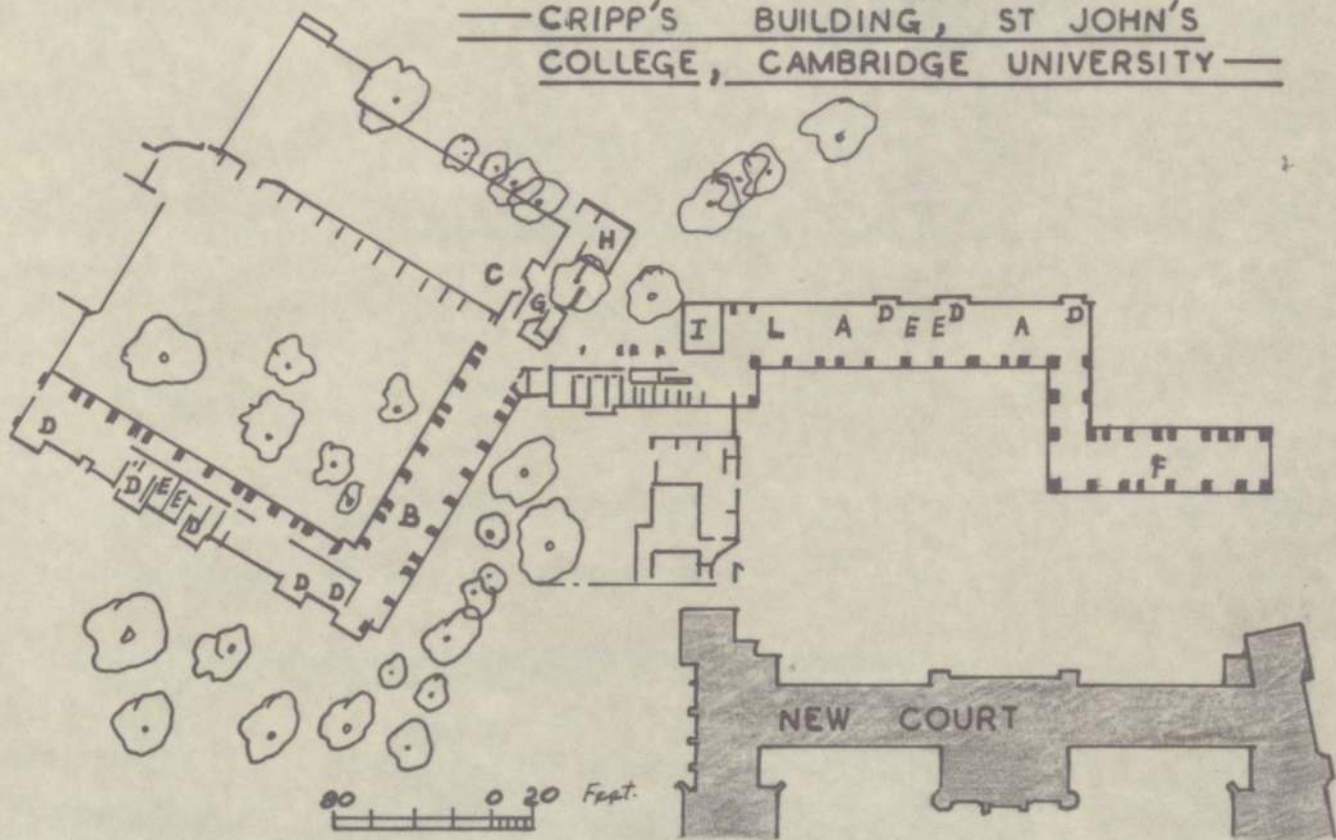 CRIPP'S BUILDING, ST JOHN'S
COLLEGE, CAMBRIDGE UNIVERSITY
H
C
G
I L A D E E D A D
D
F
D E E D
B
D D
NEW COURT
80 0 20 Feet.